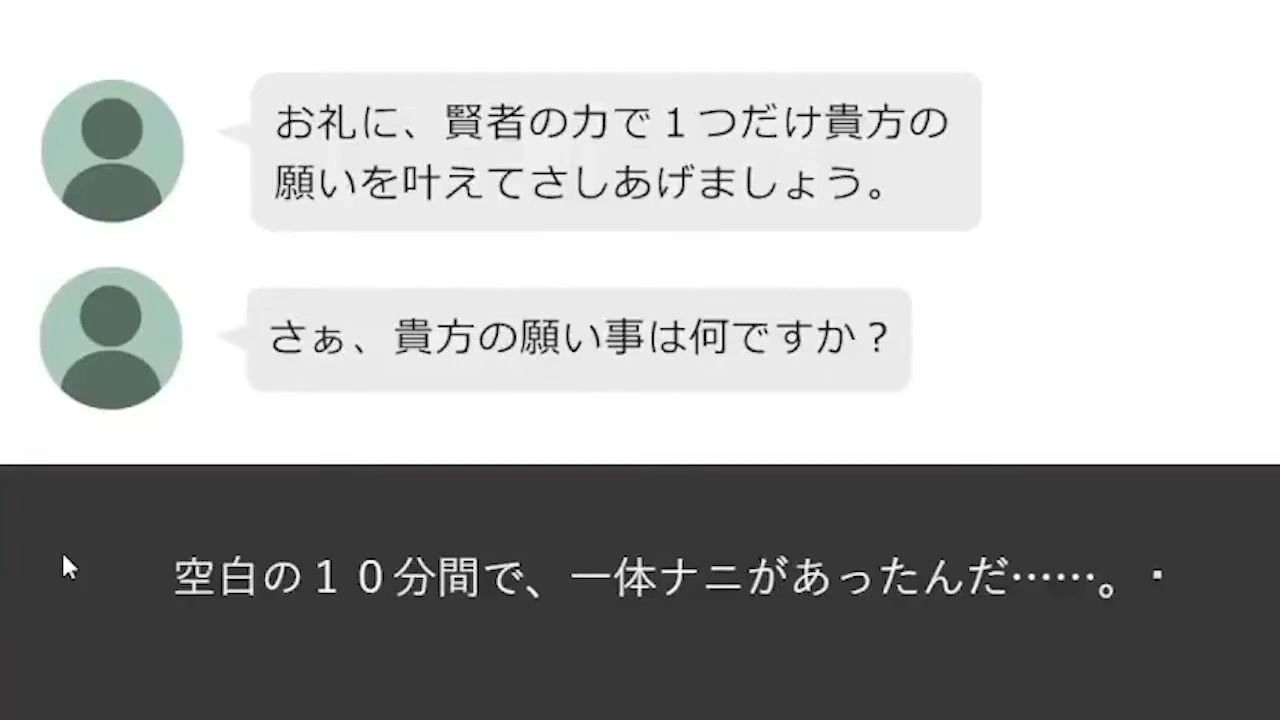 お礼に、賢者の力で１つだけ貴方の
願いを叶えてさしあげましょう。
さぁ、貴方の願い事は何ですか？
空白の１０分間で、一体ナニがあったんだ……。